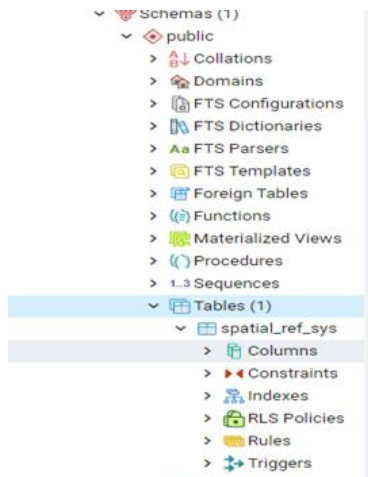 Schemas (1)
public
Collations
Domains
FTS Configurations
FTS Dictionaries
Aa FTS Parsers
FTS Templates
Foreign Tables
Functions
Materialized Views
Procedures
1..3 Sequences
Tables (1)
spatial_ref_sys
Columns
Constraints
Indexes
RLS Policies
Rules
Triggers